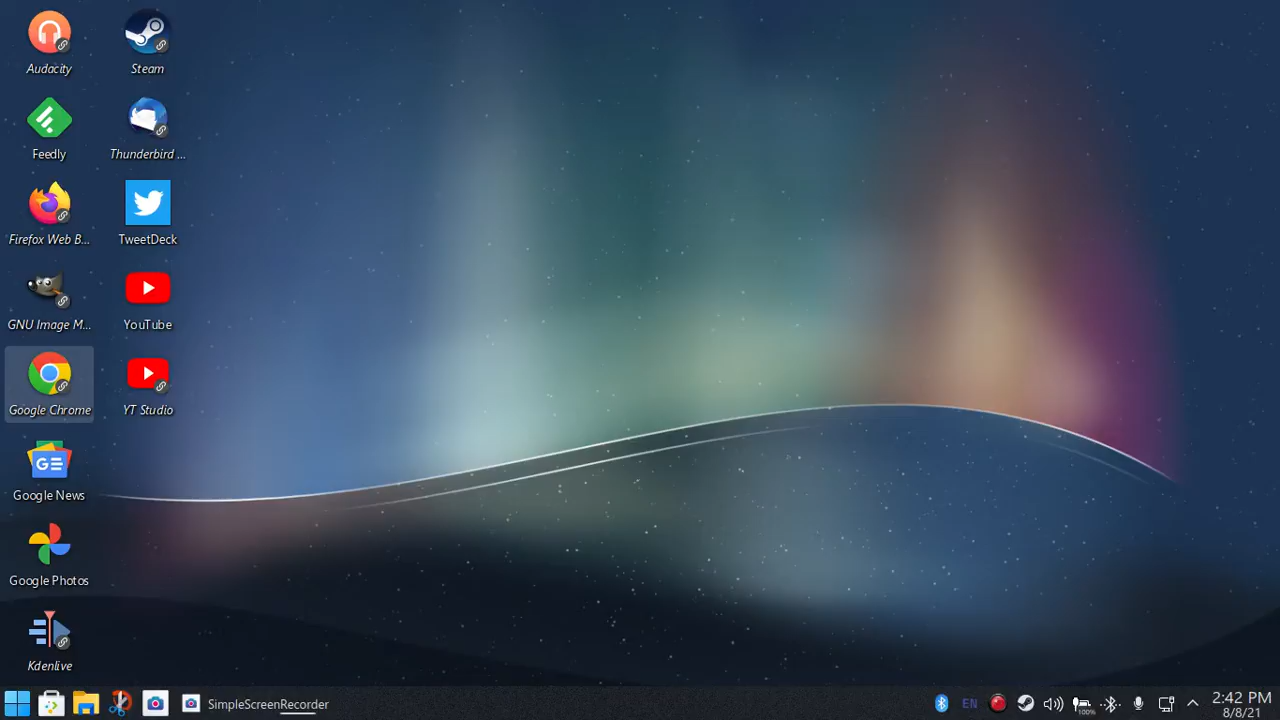 Audacity
Steam
Feedly
Thunderbird ...
Firefox Web B...
TweetDeck
GNU Image M...
YouTube
Google Chrome
YT Studio
Google News
Google Photos
Kdenlive
SimpleScreenRecorder
EN
100%
2:42 PM
8/8/21